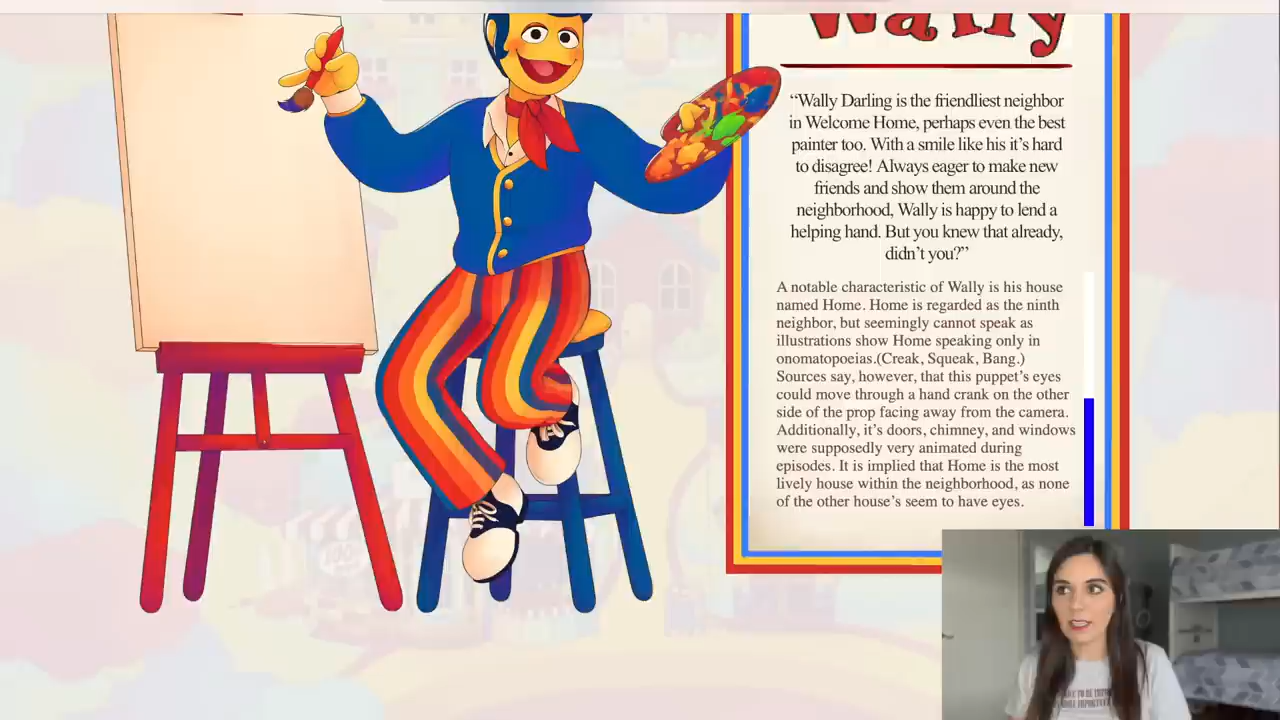 Wally
“Wally Darling is the friendliest neighbor
in Welcome Home, perhaps even the best
painter too. With a smile like his it’s hard
to disagree! Always eager to make new
friends and show them around the
neighborhood, Wally is happy to lend a
helping hand. But you knew that already,
didn’t you?”
A notable characteristic of Wally is his house
named Home. Home is regarded as the ninth
neighbor, but seemingly cannot speak as
illustrations show Home speaking only in
onomatopoeias.(Creak, Squeak, Bang.)
Sources say, however, that this puppet’s eyes
could move through a hand crank on the other
side of the prop facing away from the camera.
Additionally, it’s doors, chimney, and windows
were supposedly very animated during
episodes. It is implied that Home is the most
lively house within the neighborhood, as none
of the other house’s seem to have eyes.